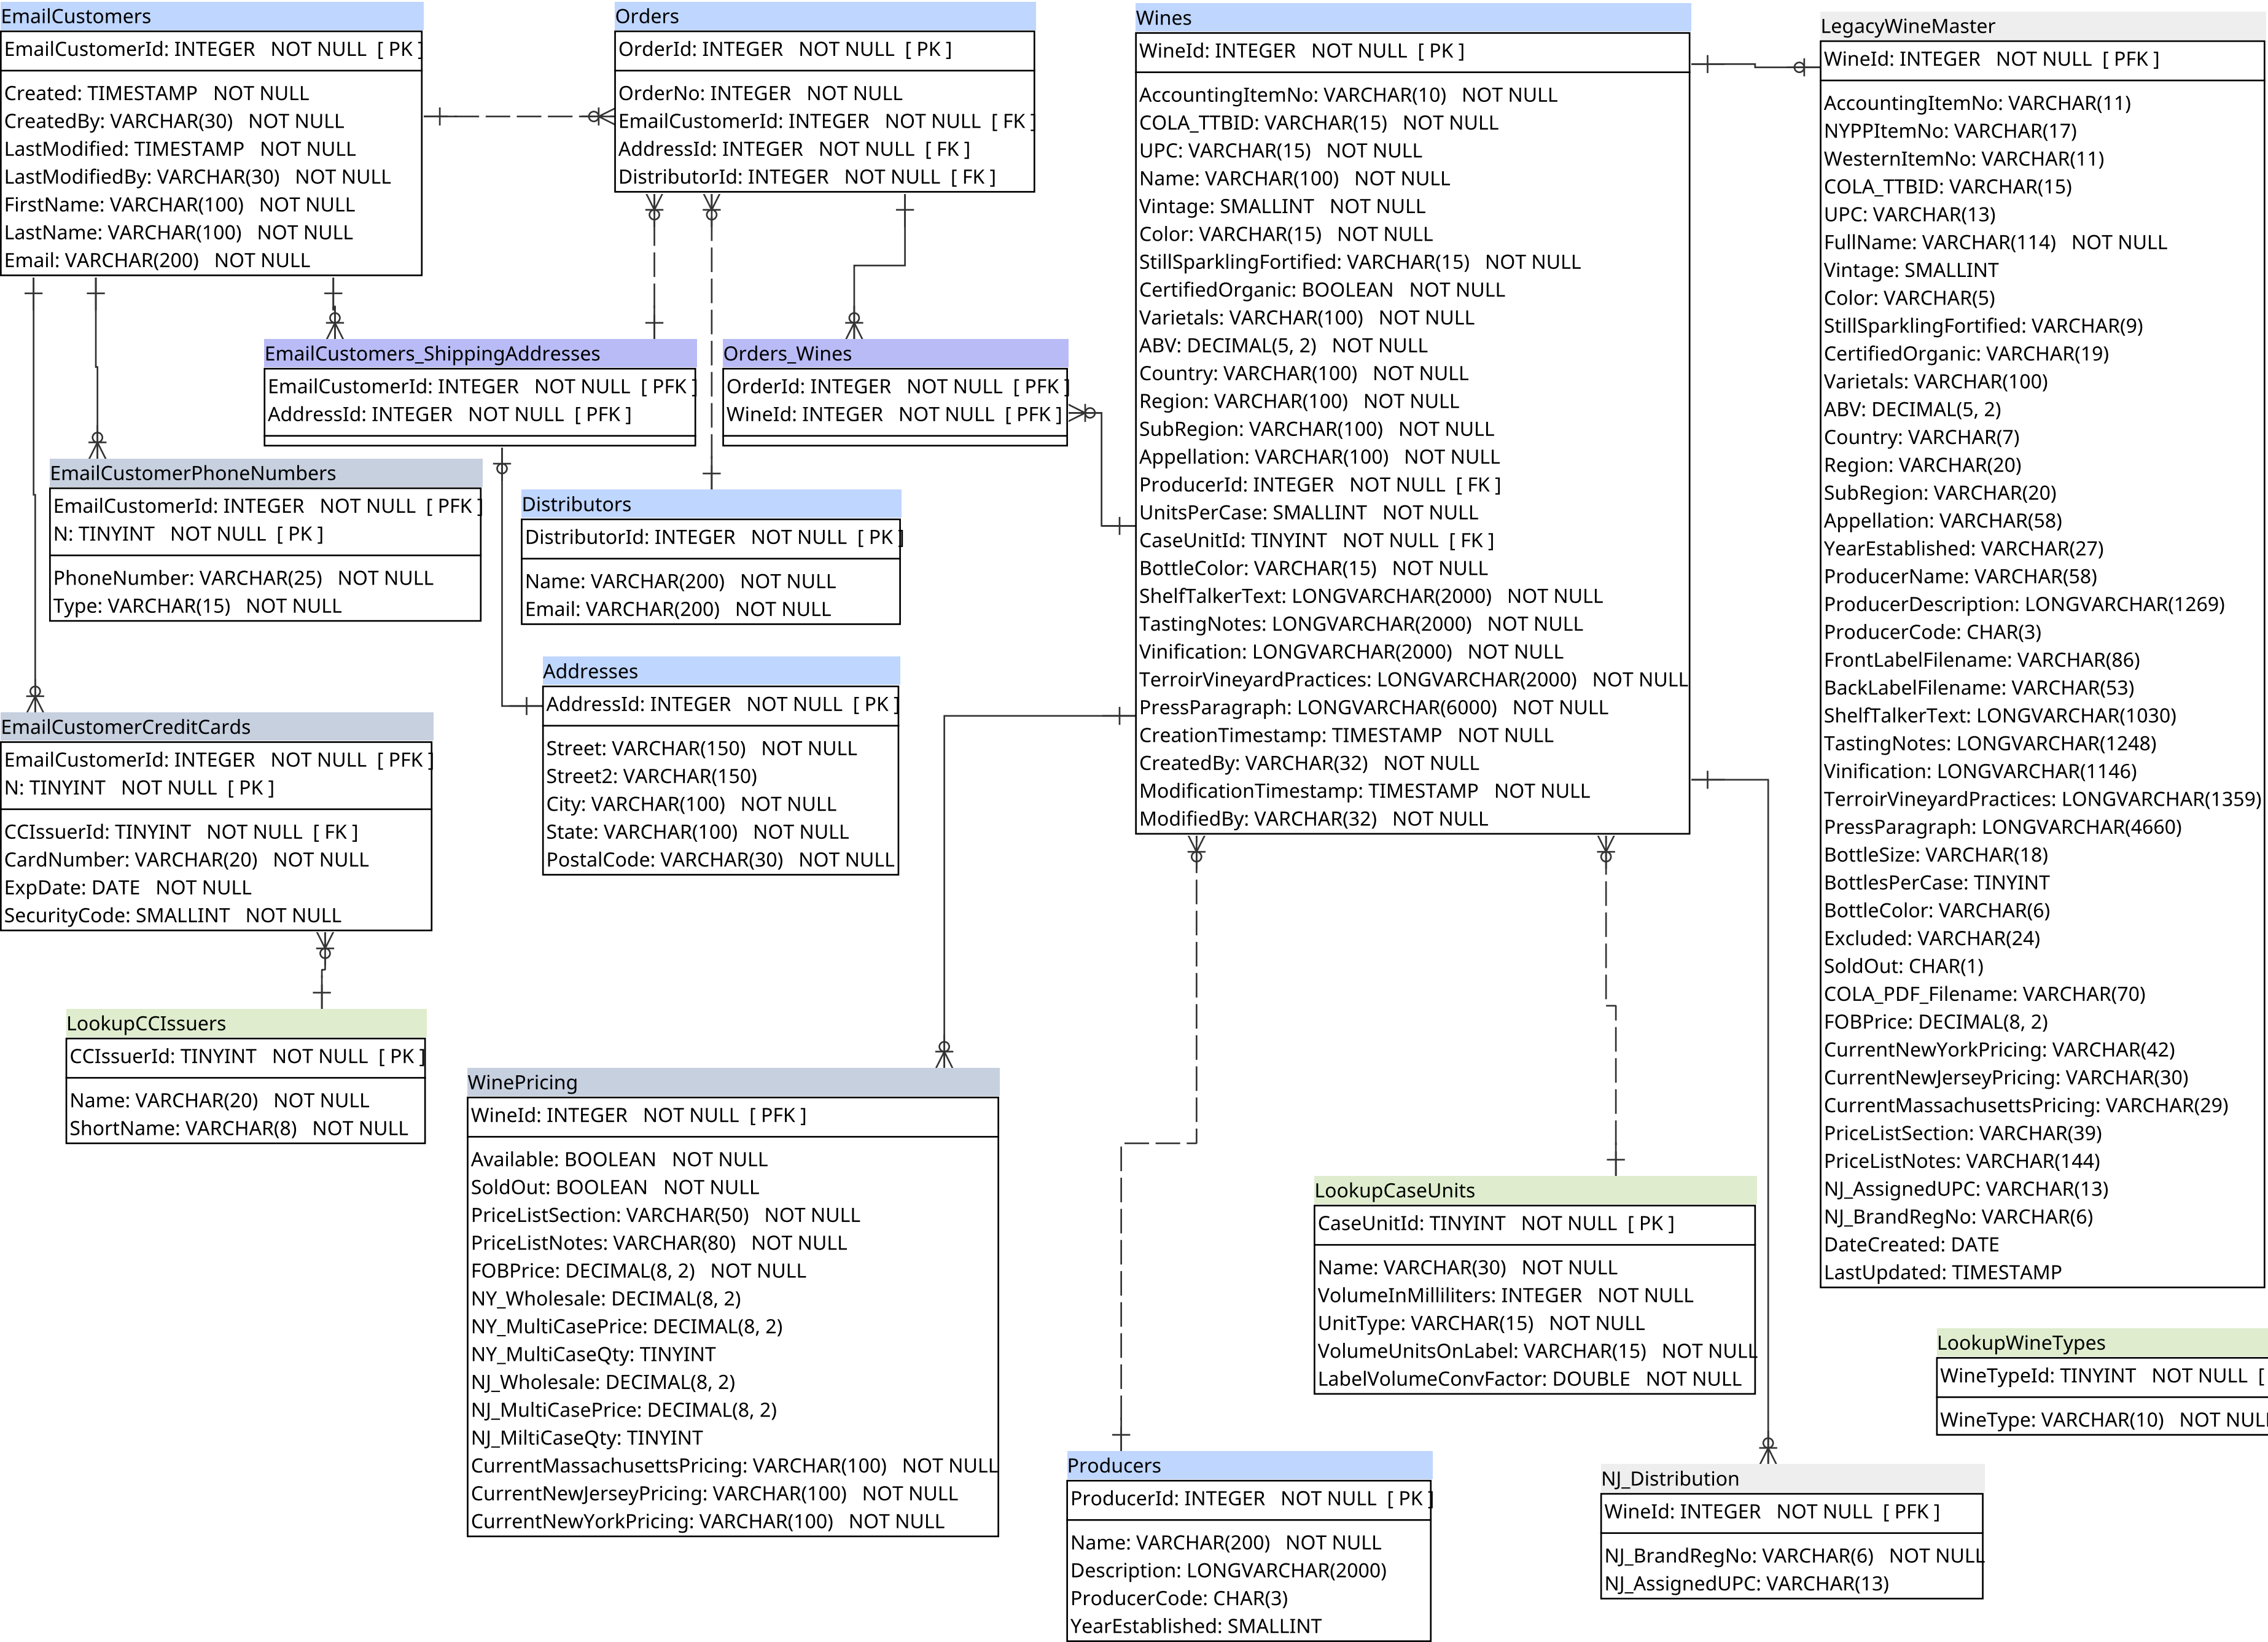 EmailCustomers
EmailCustomerId: INTEGER   NOT NULL  [ PK ]
Created: TIMESTAMP   NOT NULL
CreatedBy: VARCHAR(30)   NOT NULL
LastModified: TIMESTAMP   NOT NULL
LastModifiedBy: VARCHAR(30)   NOT NULL
FirstName: VARCHAR(100)   NOT NULL
LastName: VARCHAR(100)   NOT NULL
Email: VARCHAR(200)   NOT NULL
Orders
OrderId: INTEGER   NOT NULL  [ PK ]
OrderNo: INTEGER   NOT NULL
EmailCustomerId: INTEGER   NOT NULL  [ FK ]
AddressId: INTEGER   NOT NULL  [ FK ]
DistributorId: INTEGER   NOT NULL  [ FK ]
Wines
WineId: INTEGER   NOT NULL  [ PK ]
AccountingItemNo: VARCHAR(10)   NOT NULL
COLA_TTBID: VARCHAR(15)   NOT NULL
UPC: VARCHAR(15)   NOT NULL
Name: VARCHAR(100)   NOT NULL
Vintage: SMALLINT   NOT NULL
Color: VARCHAR(15)   NOT NULL
StillSparklingFortified: VARCHAR(15)   NOT NULL
CertifiedOrganic: BOOLEAN   NOT NULL
Varietals: VARCHAR(100)   NOT NULL
ABV: DECIMAL(5, 2)   NOT NULL
Country: VARCHAR(100)   NOT NULL
Region: VARCHAR(100)   NOT NULL
SubRegion: VARCHAR(100)   NOT NULL
Appellation: VARCHAR(100)   NOT NULL
ProducerId: INTEGER   NOT NULL  [ FK ]
UnitsPerCase: SMALLINT   NOT NULL
CaseUnitId: TINYINT   NOT NULL  [ FK ]
BottleColor: VARCHAR(15)   NOT NULL
ShelfTalkerText: LONGVARCHAR(2000)   NOT NULL
TastingNotes: LONGVARCHAR(2000)   NOT NULL
Vinification: LONGVARCHAR(2000)   NOT NULL
TerroirVineyardPractices: LONGVARCHAR(2000)   NOT NULL
PressParagraph: LONGVARCHAR(6000)   NOT NULL
CreationTimestamp: TIMESTAMP   NOT NULL
CreatedBy: VARCHAR(32)   NOT NULL
ModificationTimestamp: TIMESTAMP   NOT NULL
ModifiedBy: VARCHAR(32)   NOT NULL
LegacyWineMaster
WineId: INTEGER   NOT NULL  [ PFK ]
AccountingItemNo: VARCHAR(11)
NYPPItemNo: VARCHAR(17)
WesternItemNo: VARCHAR(11)
COLA_TTBID: VARCHAR(15)
UPC: VARCHAR(13)
FullName: VARCHAR(114)   NOT NULL
Vintage: SMALLINT
Color: VARCHAR(5)
StillSparklingFortified: VARCHAR(9)
CertifiedOrganic: VARCHAR(19)
Varietals: VARCHAR(100)
ABV: DECIMAL(5, 2)
Country: VARCHAR(7)
Region: VARCHAR(20)
SubRegion: VARCHAR(20)
Appellation: VARCHAR(58)
YearEstablished: VARCHAR(27)
ProducerName: VARCHAR(58)
ProducerDescription: LONGVARCHAR(1269)
ProducerCode: CHAR(3)
FrontLabelFilename: VARCHAR(86)
BackLabelFilename: VARCHAR(53)
ShelfTalkerText: LONGVARCHAR(1030)
TastingNotes: LONGVARCHAR(1248)
Vinification: LONGVARCHAR(1146)
TerroirVineyardPractices: LONGVARCHAR(1359)
PressParagraph: LONGVARCHAR(4660)
BottleSize: VARCHAR(18)
BottlesPerCase: TINYINT
BottleColor: VARCHAR(6)
Excluded: VARCHAR(24)
SoldOut: CHAR(1)
COLA_PDF_Filename: VARCHAR(70)
FOBPrice: DECIMAL(8, 2)
CurrentNewYorkPricing: VARCHAR(42)
CurrentNewJerseyPricing: VARCHAR(30)
CurrentMassachusettsPricing: VARCHAR(29)
PriceListSection: VARCHAR(39)
PriceListNotes: VARCHAR(144)
NJ_AssignedUPC: VARCHAR(13)
NJ_BrandRegNo: VARCHAR(6)
DateCreated: DATE
LastUpdated: TIMESTAMP
EmailCustomers_ShippingAddresses
EmailCustomerId: INTEGER   NOT NULL  [ PFK ]
AddressId: INTEGER   NOT NULL  [ PFK ]
Orders_Wines
OrderId: INTEGER   NOT NULL  [ PFK ]
WineId: INTEGER   NOT NULL  [ PFK ]
EmailCustomerPhoneNumbers
EmailCustomerId: INTEGER   NOT NULL  [ PFK ]
N: TINYINT   NOT NULL  [ PK ]
PhoneNumber: VARCHAR(25)   NOT NULL
Type: VARCHAR(15)   NOT NULL
Distributors
DistributorId: INTEGER   NOT NULL  [ PK ]
Name: VARCHAR(200)   NOT NULL
Email: VARCHAR(200)   NOT NULL
Addresses
AddressId: INTEGER   NOT NULL  [ PK ]
Street: VARCHAR(150)   NOT NULL
Street2: VARCHAR(150)
City: VARCHAR(100)   NOT NULL
State: VARCHAR(100)   NOT NULL
PostalCode: VARCHAR(30)   NOT NULL
EmailCustomerCreditCards
EmailCustomerId: INTEGER   NOT NULL  [ PFK ]
N: TINYINT   NOT NULL  [ PK ]
CCIssuerId: TINYINT   NOT NULL  [ FK ]
CardNumber: VARCHAR(20)   NOT NULL
ExpDate: DATE   NOT NULL
SecurityCode: SMALLINT   NOT NULL
LookupCCIssuers
CCIssuerId: TINYINT   NOT NULL  [ PK ]
Name: VARCHAR(20)   NOT NULL
ShortName: VARCHAR(8)   NOT NULL
WinePricing
WineId: INTEGER   NOT NULL  [ PFK ]
Available: BOOLEAN   NOT NULL
SoldOut: BOOLEAN   NOT NULL
PriceListSection: VARCHAR(50)   NOT NULL
PriceListNotes: VARCHAR(80)   NOT NULL
FOBPrice: DECIMAL(8, 2)   NOT NULL
NY_Wholesale: DECIMAL(8, 2)
NY_MultiCasePrice: DECIMAL(8, 2)
NY_MultiCaseQty: TINYINT
NJ_Wholesale: DECIMAL(8, 2)
NJ_MultiCasePrice: DECIMAL(8, 2)
NJ_MiltiCaseQty: TINYINT
CurrentMassachusettsPricing: VARCHAR(100)   NOT NULL
CurrentNewJerseyPricing: VARCHAR(100)   NOT NULL
CurrentNewYorkPricing: VARCHAR(100)   NOT NULL
LookupCaseUnits
CaseUnitId: TINYINT   NOT NULL  [ PK ]
Name: VARCHAR(30)   NOT NULL
VolumeInMilliliters: INTEGER   NOT NULL
UnitType: VARCHAR(15)   NOT NULL
VolumeUnitsOnLabel: VARCHAR(15)   NOT NULL
LabelVolumeConvFactor: DOUBLE   NOT NULL
LookupWineTypes
WineTypeId: TINYINT   NOT NULL  [
WineType: VARCHAR(10)   NOT NULL
Producers
ProducerId: INTEGER   NOT NULL  [ PK ]
Name: VARCHAR(200)   NOT NULL
Description: LONGVARCHAR(2000)
ProducerCode: CHAR(3)
YearEstablished: SMALLINT
NJ_Distribution
WineId: INTEGER   NOT NULL  [ PFK ]
NJ_BrandRegNo: VARCHAR(6)   NOT NULL
NJ_AssignedUPC: VARCHAR(13)